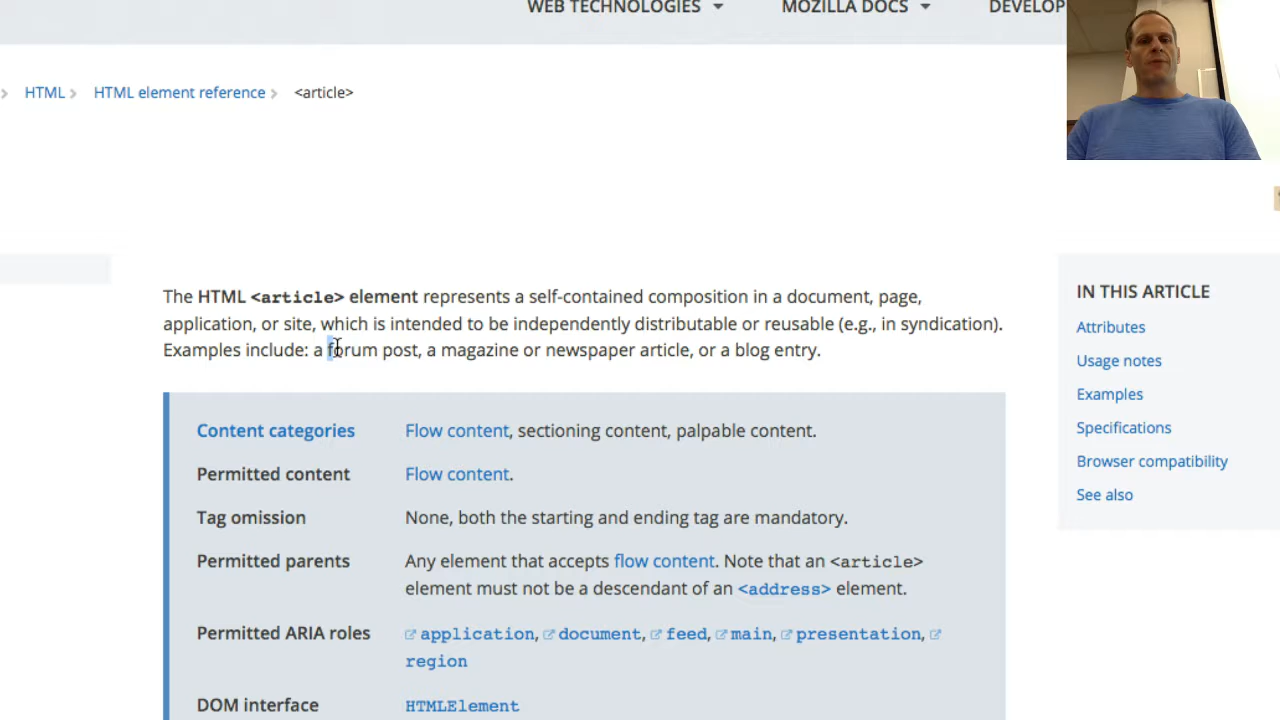 WEB TECHNOLOGIES
MOZILLA DOCS
DEVELOP
HTML
HTML element reference
<article>
The HTML <article> element represents a self-contained composition in a document, page,
application, or site, which is intended to be independently distributable or reusable (e.g., in syndication).
Examples include: a forum post, a magazine or newspaper article, or a blog entry.
IN THIS ARTICLE
Attributes
Usage notes
Examples
Specifications
Browser compatibility
See also
Content categories Flow content, sectioning content, palpable content.
Permitted content Flow content.
Tag omission None, both the starting and ending tag are mandatory.
Permitted parents Any element that accepts flow content. Note that an <article>
element must not be a descendant of an <address> element.
Permitted ARIA roles application, document, feed, main, presentation,
region
DOM interface HTMLElement